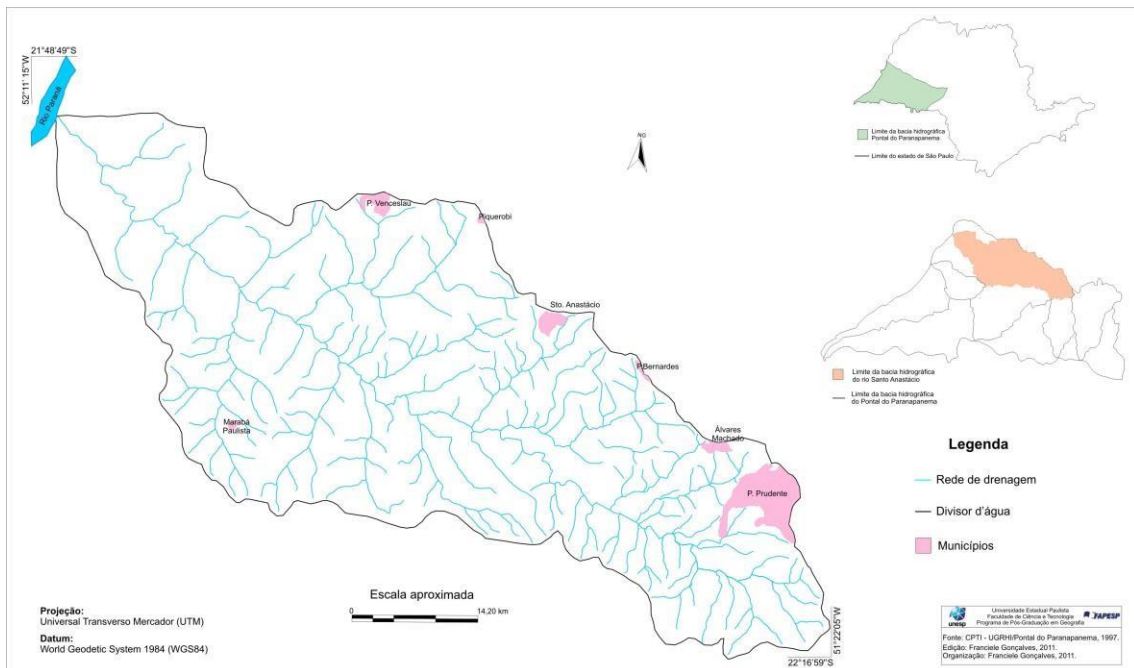 21°48'49"S
52°11'15"W
Rio Paraná
NG
P. Venceslau
Piquerobi
Sto. Anastácio
P.Bernardes
Marabá
Paulista
Álvares
Machado
P. Prudente
Limite da bacia hidrográfica
Pontal do Paranapanema
Limite do estado de São Paulo
Limite da bacia hidrográfica
do rio Santo Anastácio
Limite da bacia hidrográfica
do Pontal do Paranapanema
Legenda
Rede de drenagem
Divisor d'água
Municípios
Projeção:
Universal Transverso Mercador (UTM)
Datum:
World Geodetic System 1984 (WGS84)
Escala aproximada
0 14,20 km
51°22'05"W
22°16'59"S
unesp
Universidade Estadual Paulista
Faculdade de Ciência e Tecnologia
Programa de Pós-Graduação em Geografia
FAPESP
Fonte: CPTI - UGRHI/Pontal do Paranapanema, 1997.
Edição: Franciele Gonçalves, 2011.
Organização: Franciele Gonçalves, 2011.